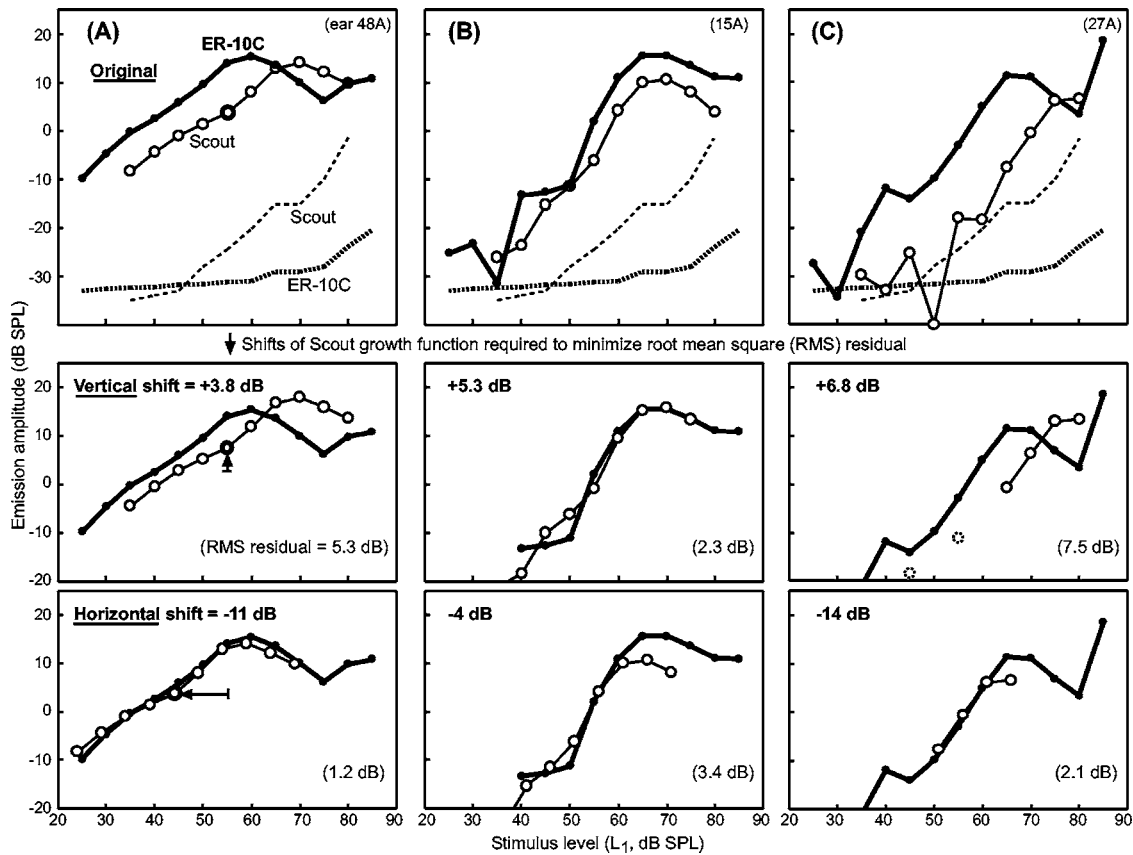 (A)
(ear 48A)
ER-10C
Original
Scout
Scout
ER-10C
(B)
(15A)
(C)
(27A)
20
10
0
-10
-20
-30
Shifts of Scout growth function required to minimize root mean square (RMS) residual
Emission amplitude (dB SPL)
Vertical shift = +3.8 dB
(RMS residual = 5.3 dB)
+5.3 dB
(2.3 dB)
+6.8 dB
(7.5 dB)
20
10
0
-10
-20
Horizontal shift = -11 dB
(1.2 dB)
-4 dB
(3.4 dB)
-14 dB
(2.1 dB)
20
10
0
-10
-20
20 30 40 50 60 70 80 90
20 30 40 50 60 70 80 90
20 30 40 50 60 70 80 90
Stimulus level (L1, dB SPL)